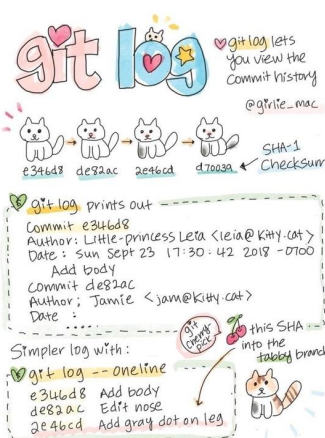 git log
git log lets
you view the
commit history
@girlie_mac
e346d8 de82ac 2e46cd d70039
SHA-1
Checksum
git log prints out
Commit e346d8
Author: Little-princess Leia <leia@kitty.cat>
Date: Sun Sept 23 17:30:42 2018 -0700
Add body
Commit de82ac
Author; Jamie <jam@kitty.cat>
Date :
.....
git
cherry
pick
this SHA
into the
tabby branc
Simpler log with:
git log --oneline
e346d8 Add body
de82ac Edit nose
2e46cd Add gray dot on leg